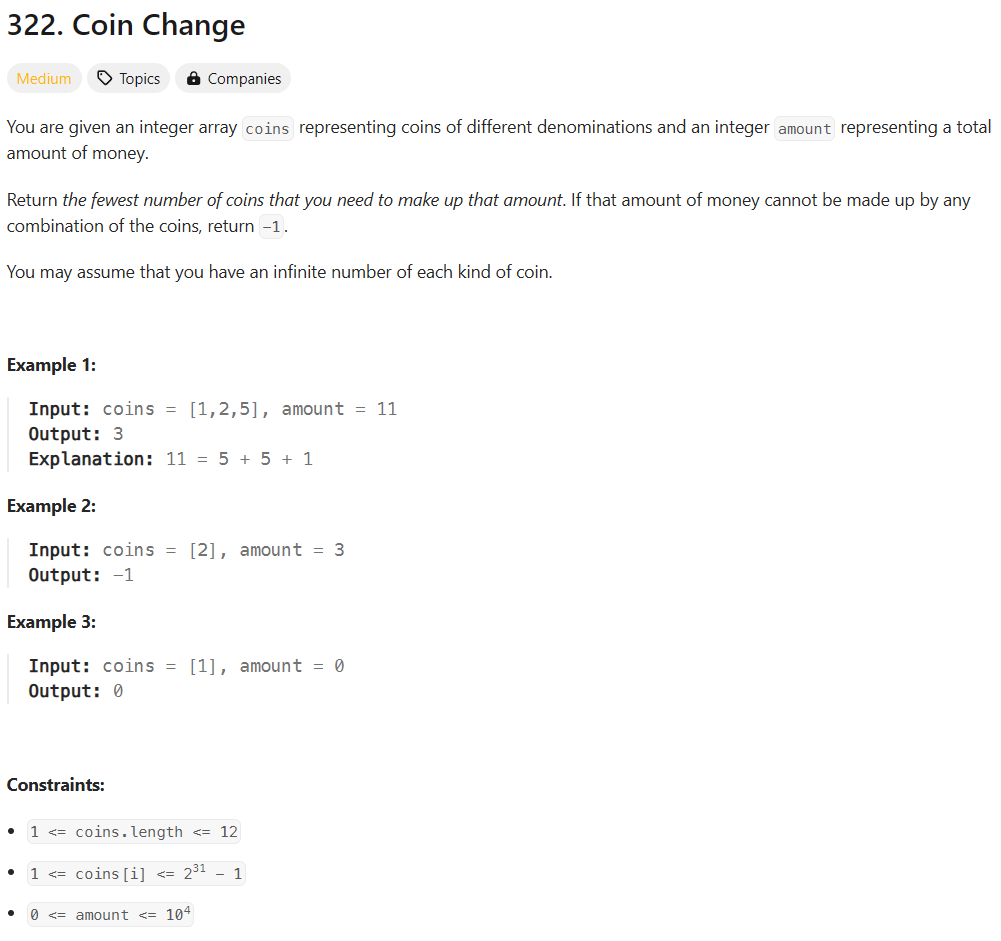 322. Coin Change
Medium Topics Companies
You are given an integer array coins representing coins of different denominations and an integer amount representing a total
amount of money.
Return the fewest number of coins that you need to make up that amount. If that amount of money cannot be made up by any
combination of the coins, return -1.
You may assume that you have an infinite number of each kind of coin.
Example 1:
Input: coins = [1,2,5], amount = 11
Output: 3
Explanation: 11 = 5 + 5 + 1
Example 2:
Input: coins = [2], amount = 3
Output: -1
Example 3:
Input: coins = [1], amount = 0
Output: 0
Constraints:
• 1 <= coins.length <= 12
• 1 <= coins[i] <= 2³¹ - 1
• 0 <= amount <= 10⁴